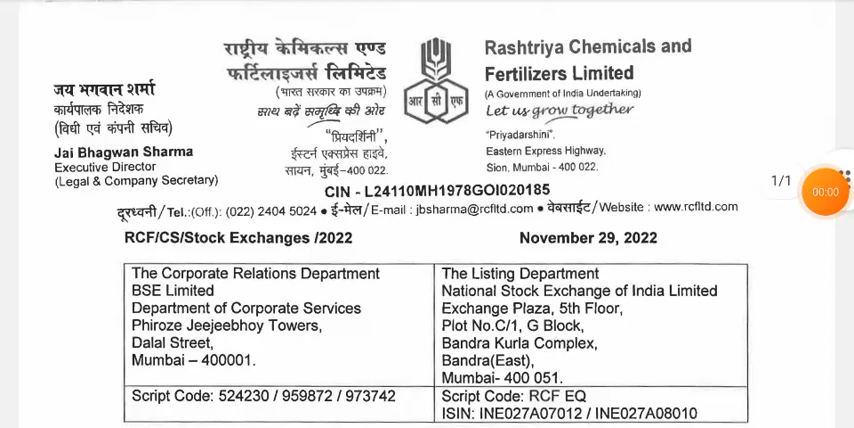 राष्ट्रीय केमिकल्स एण्ड
फर्टिलाइजर्स लिमिटेड
(भारत सरकार का उपक्रम)
साथ बढ़ें समृध्दि की ओर
"प्रियदर्शिनी",
ईस्टर्न एक्सप्रेस हाइवे,
सायन, मुंबई–400 022.
आर सी एफ
Rashtriya Chemicals and
Fertilizers Limited
(A Government of India Undertaking)
Let us grow together
"Priyadarshini",
Eastern Express Highway,
Sion, Mumbai - 400 022.
जय भगवान शर्मा
कार्यपालक निदेशक
(विधी एवं कंपनी सचिव)
Jai Bhagwan Sharma
Executive Director
(Legal & Company Secretary)
1/1
00:00
CIN - L24110MH1978GOI020185
दूरध्वनी/Tel.:(Off.): (022) 2404 5024 ● ई-मेल/E-mail : jbsharma@rcfltd.com ● वेबसाईट/Website : www.rcfltd.com
RCF/CS/Stock Exchanges /2022 November 29, 2022
The Corporate Relations Department
BSE Limited
Department of Corporate Services
Phiroze Jeejeebhoy Towers,
Dalal Street,
Mumbai – 400001.
The Listing Department
National Stock Exchange of India Limited
Exchange Plaza, 5th Floor,
Plot No.C/1, G Block,
Bandra Kurla Complex,
Bandra(East),
Mumbai- 400 051.
Script Code: 524230 / 959872 / 973742
Script Code: RCF EQ
ISIN: INE027A07012 / INE027A08010